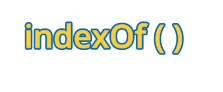 indexOf ( )